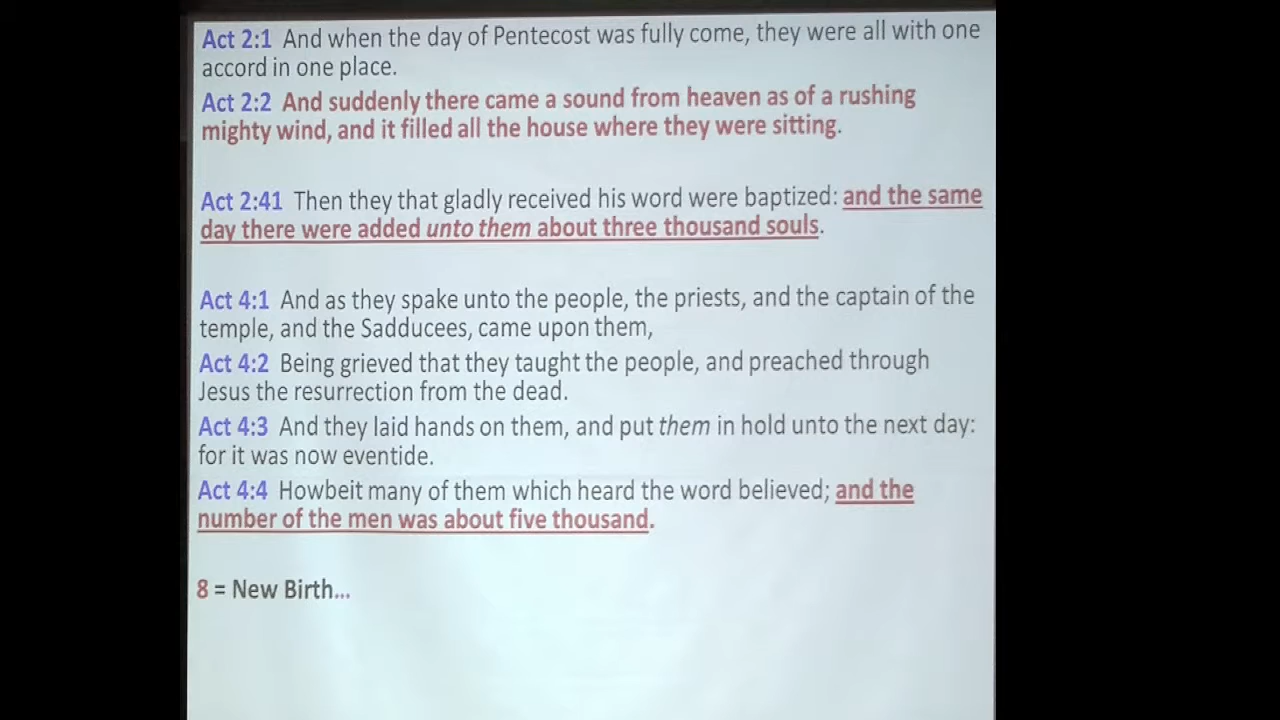 Act 2:1 And when the day of Pentecost was fully come, they were all with one
accord in one place.
Act 2:2 And suddenly there came a sound from heaven as of a rushing
mighty wind, and it filled all the house where they were sitting.
Act 2:41 Then they that gladly received his word were baptized: and the same
day there were added unto them about three thousand souls.
Act 4:1 And as they spake unto the people, the priests, and the captain of the
temple, and the Sadducees, came upon them,
Act 4:2 Being grieved that they taught the people, and preached through
Jesus the resurrection from the dead.
Act 4:3 And they laid hands on them, and put them in hold unto the next day:
for it was now eventide.
Act 4:4 Howbeit many of them which heard the word believed; and the
number of the men was about five thousand.
8 = New Birth...